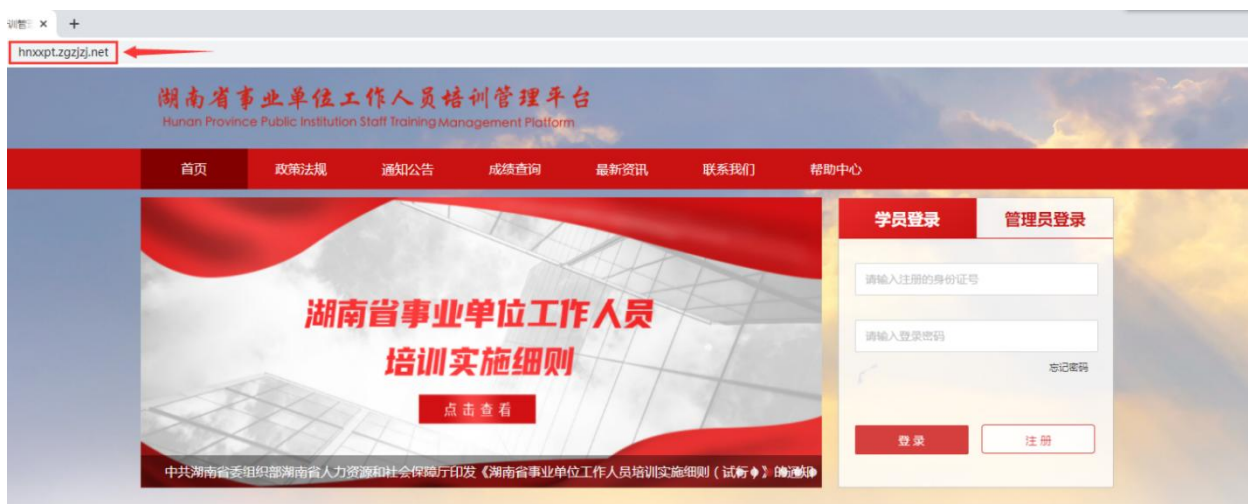 hnxxpt.zgzjzj.net
湖南省事业单位工作人员培训管理平台
Hunan Province Public Institution Staff Training Management Platform
首页 政策法规 通知公告 成绩查询 最新资讯 联系我们 帮助中心
湖南省事业单位工作人员
培训实施细则
点击查看
中共湖南省委组织部湖南省人力资源和社会保障厅印发《湖南省事业单位工作人员培训实施细则（试行）》的通知
学员登录 管理员登录
请输入注册的身份证号
请输入登录密码
忘记密码
登录 注册